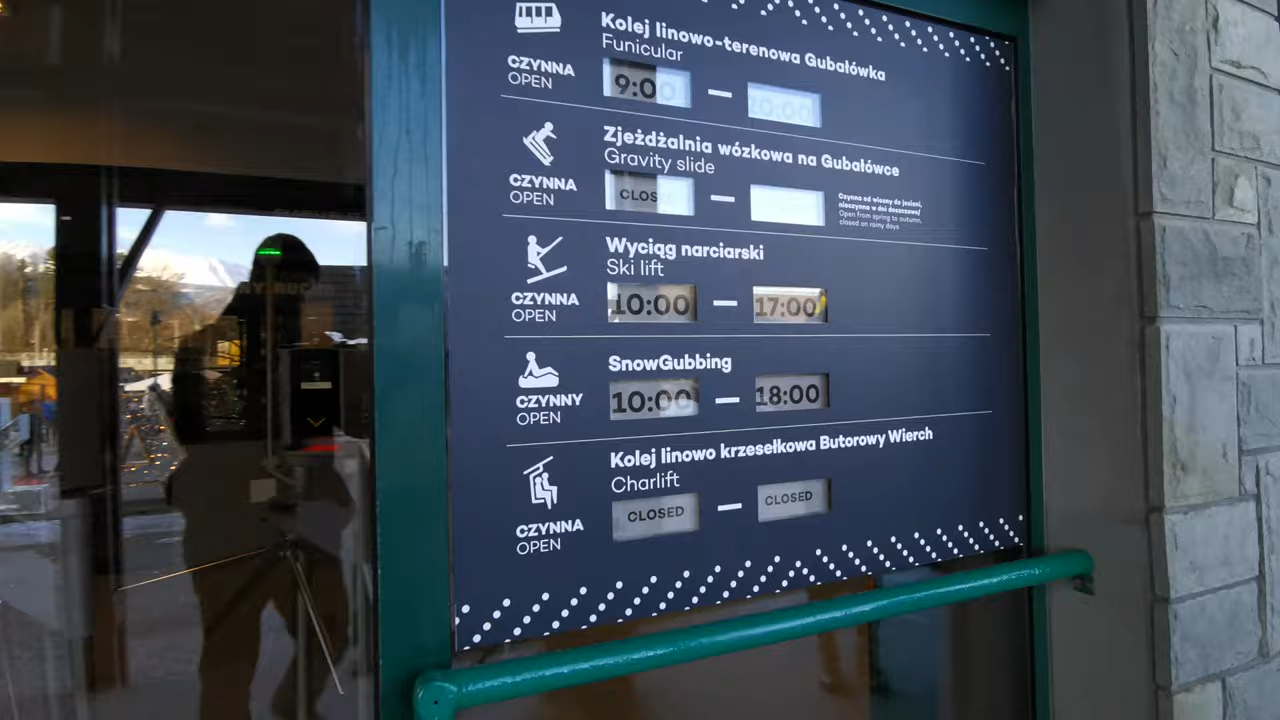 Kolej linowo-terenowa Gubałówka
Funicular
CZYNNA
OPEN
9:00 — 20:00
Zjeżdżalnia wózkowa na Gubałówce
Gravity slide
CZYNNA
OPEN
CLOS —
Czynna od wiosny do jesieni,
nieczynna w dni deszczowe/
Open from spring to autumn,
closed on rainy days
Wyciąg narciarski
Ski lift
CZYNNA
OPEN
10:00 — 17:00
SnowGubbing
CZYNNY
OPEN
10:00 — 18:00
Kolej linowo krzesełkowa Butorowy Wierch
Charlift
CZYNNA
OPEN
CLOSED — CLOSED